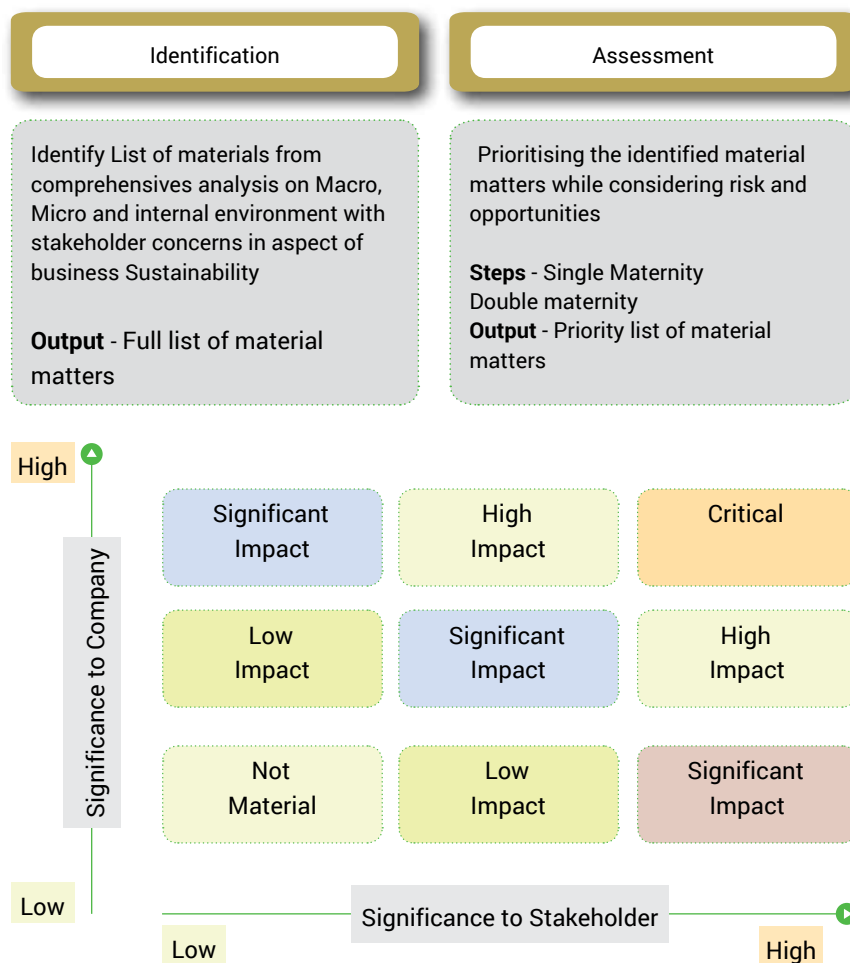 Identification
Assessment
Identify List of materials from
comprehensives analysis on Macro,
Micro and internal environment with
stakeholder concerns in aspect of
business Sustainability
Output - Full list of material
matters
Prioritising the identified material
matters while considering risk and
opportunities
Steps - Single Maternity
Double maternity
Output - Priority list of material
matters
High
Significance to Company
Low
Significant
Impact
High
Impact
Critical
Low
Impact
Significant
Impact
High
Impact
Not
Material
Low
Impact
Significant
Impact
Significance to Stakeholder
Low
High